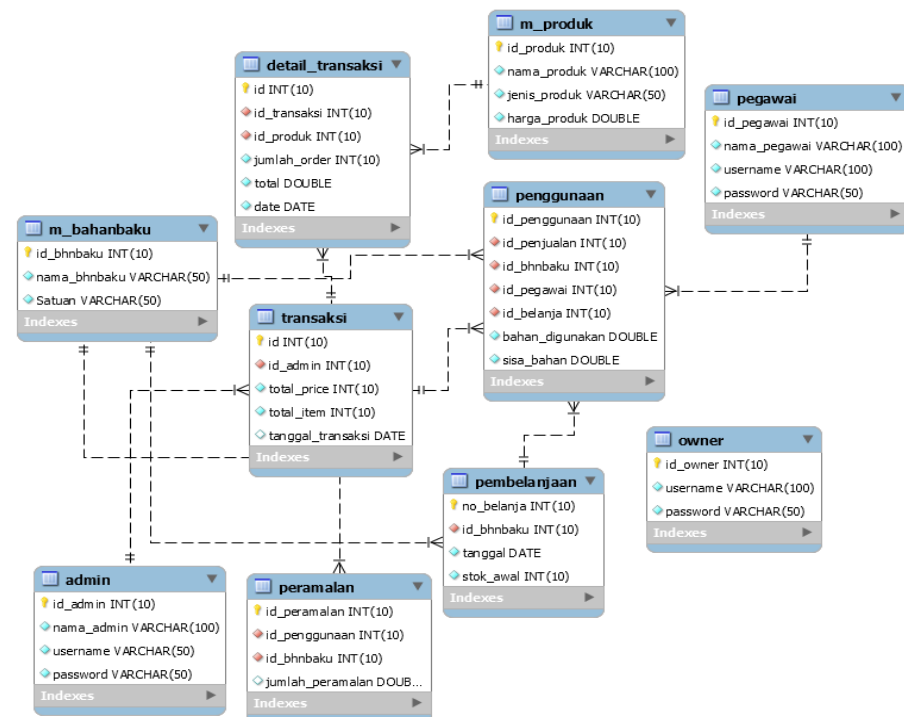 m_produk
id_produk INT(10)
nama_produk VARCHAR(100)
jenis_produk VARCHAR(50)
harga_produk DOUBLE
Indexes
detail_transaksi
id INT(10)
id_transaksi INT(10)
id_produk INT(10)
jumlah_order INT(10)
total DOUBLE
date DATE
Indexes
pegawai
id_pegawai INT(10)
nama_pegawai VARCHAR(100)
username VARCHAR(100)
password VARCHAR(50)
Indexes
penggunaan
id_penggunaan INT(10)
id_penjualan INT(10)
id_bhnbaku INT(10)
id_pegawai INT(10)
id_belanja INT(10)
bahan_digunakan DOUBLE
sisa_bahan DOUBLE
Indexes
m_bahanbaku
id_bhnbaku INT(10)
nama_bhnbaku VARCHAR(50)
Satuan VARCHAR(50)
Indexes
transaksi
id INT(10)
id_admin INT(10)
total_price INT(10)
total_item INT(10)
tanggal_transaksi DATE
Indexes
owner
id_owner INT(10)
username VARCHAR(100)
password VARCHAR(50)
Indexes
pembelanjaan
no_belanja INT(10)
id_bhnbaku INT(10)
tanggal DATE
stok_awal INT(10)
Indexes
admin
id_admin INT(10)
nama_admin VARCHAR(100)
username VARCHAR(50)
password VARCHAR(50)
Indexes
peramalan
id_peramalan INT(10)
id_penggunaan INT(10)
id_bhnbaku INT(10)
jumlah_peramalan DOUB...
Indexes